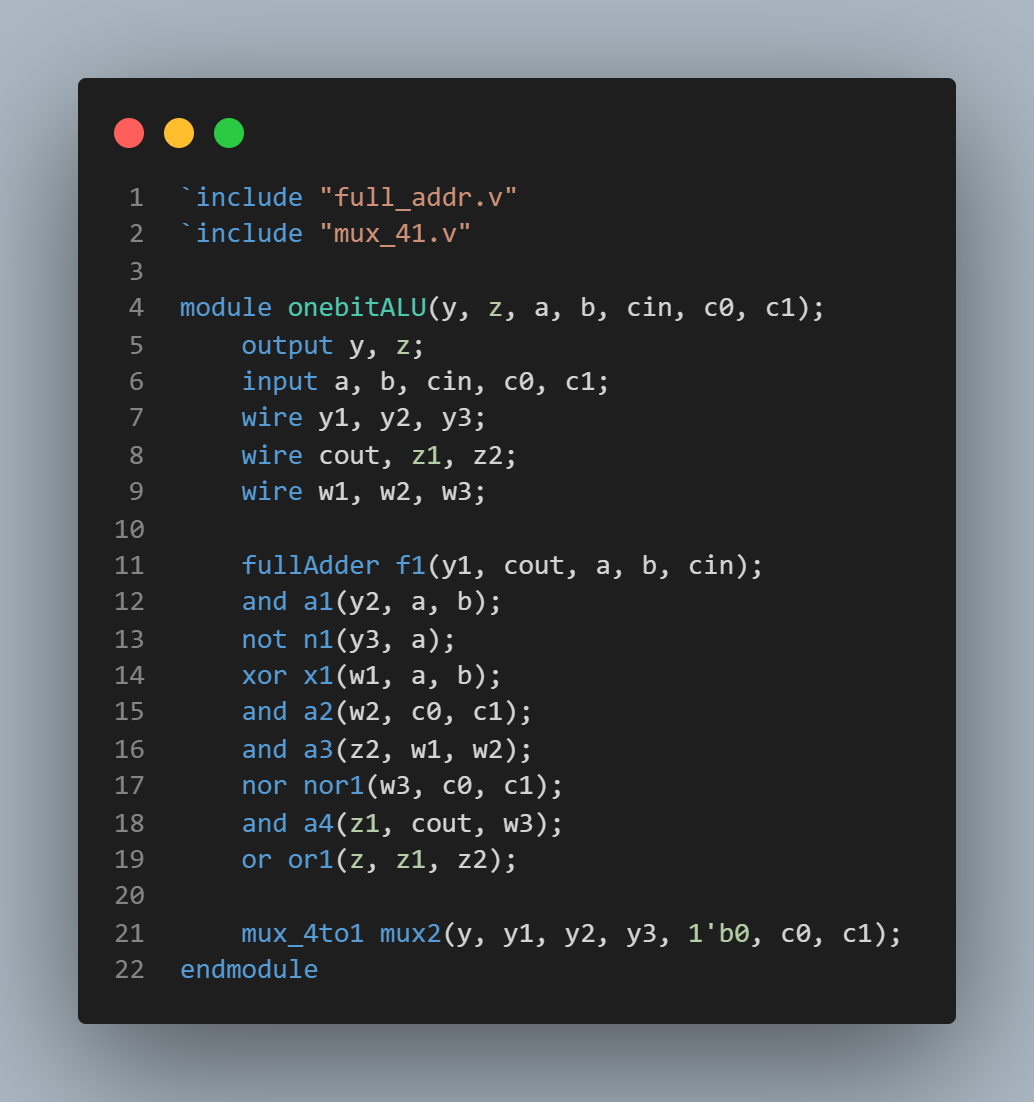 1 `include "full_addr.v"
2 `include "mux_41.v"
3
4 module onebitALU(y, z, a, b, cin, c0, c1);
5     output y, z;
6     input a, b, cin, c0, c1;
7     wire y1, y2, y3;
8     wire cout, z1, z2;
9     wire w1, w2, w3;
10
11     fullAdder f1(y1, cout, a, b, cin);
12     and a1(y2, a, b);
13     not n1(y3, a);
14     xor x1(w1, a, b);
15     and a2(w2, c0, c1);
16     and a3(z2, w1, w2);
17     nor nor1(w3, c0, c1);
18     and a4(z1, cout, w3);
19     or or1(z, z1, z2);
20
21     mux_4to1 mux2(y, y1, y2, y3, 1'b0, c0, c1);
22 endmodule